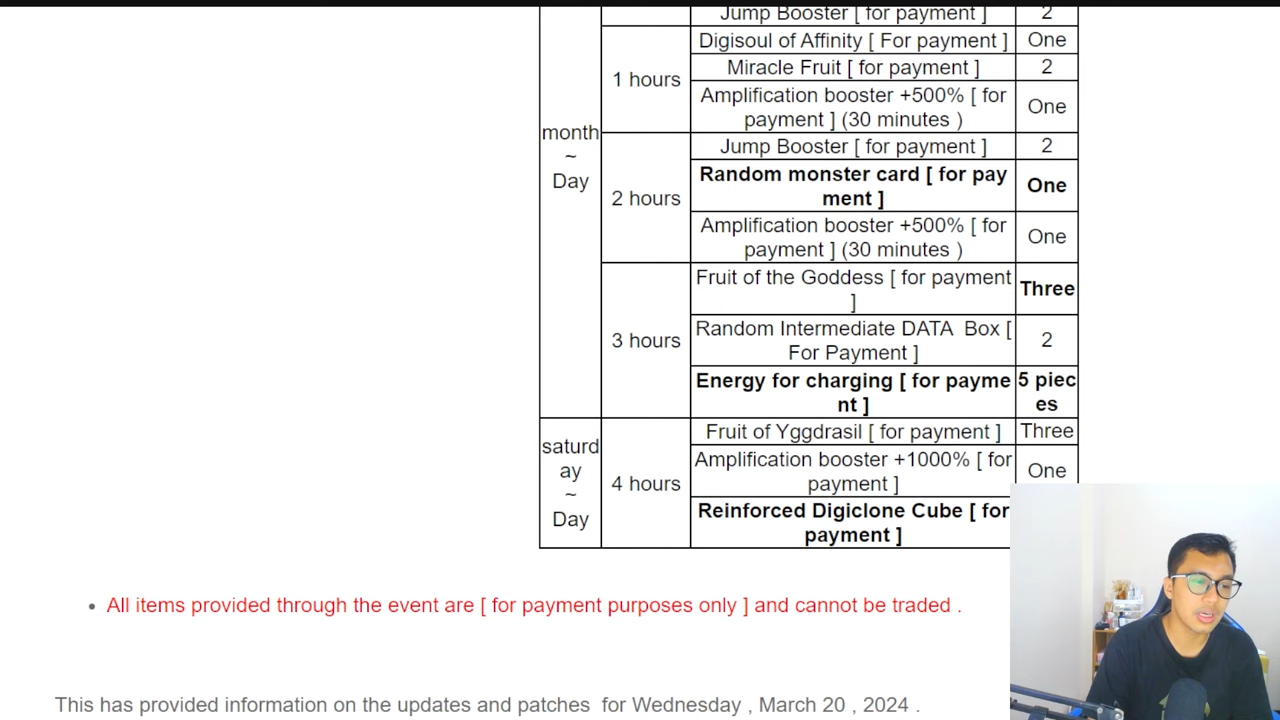 Jump Booster [ for payment ] 2
1 hours
Digisoul of Affinity [ For payment ] One
Miracle Fruit [ for payment ] 2
Amplification booster +500% [ for
payment ] (30 minutes )
One
month
~
Day
2 hours
Jump Booster [ for payment ] 2
Random monster card [ for pay
ment ]
One
Amplification booster +500% [ for
payment ] (30 minutes )
One
3 hours
Fruit of the Goddess [ for payment
]
Three
Random Intermediate DATA Box [
For Payment ]
2
Energy for charging [ for payme
nt ]
5 piec
es
saturd
ay
~
Day
4 hours
Fruit of Yggdrasil [ for payment ] Three
Amplification booster +1000% [ for
payment ]
One
Reinforced Digiclone Cube [ for
payment ]
• All items provided through the event are [ for payment purposes only ] and cannot be traded .
This has provided information on the updates and patches for Wednesday , March 20 , 2024 .